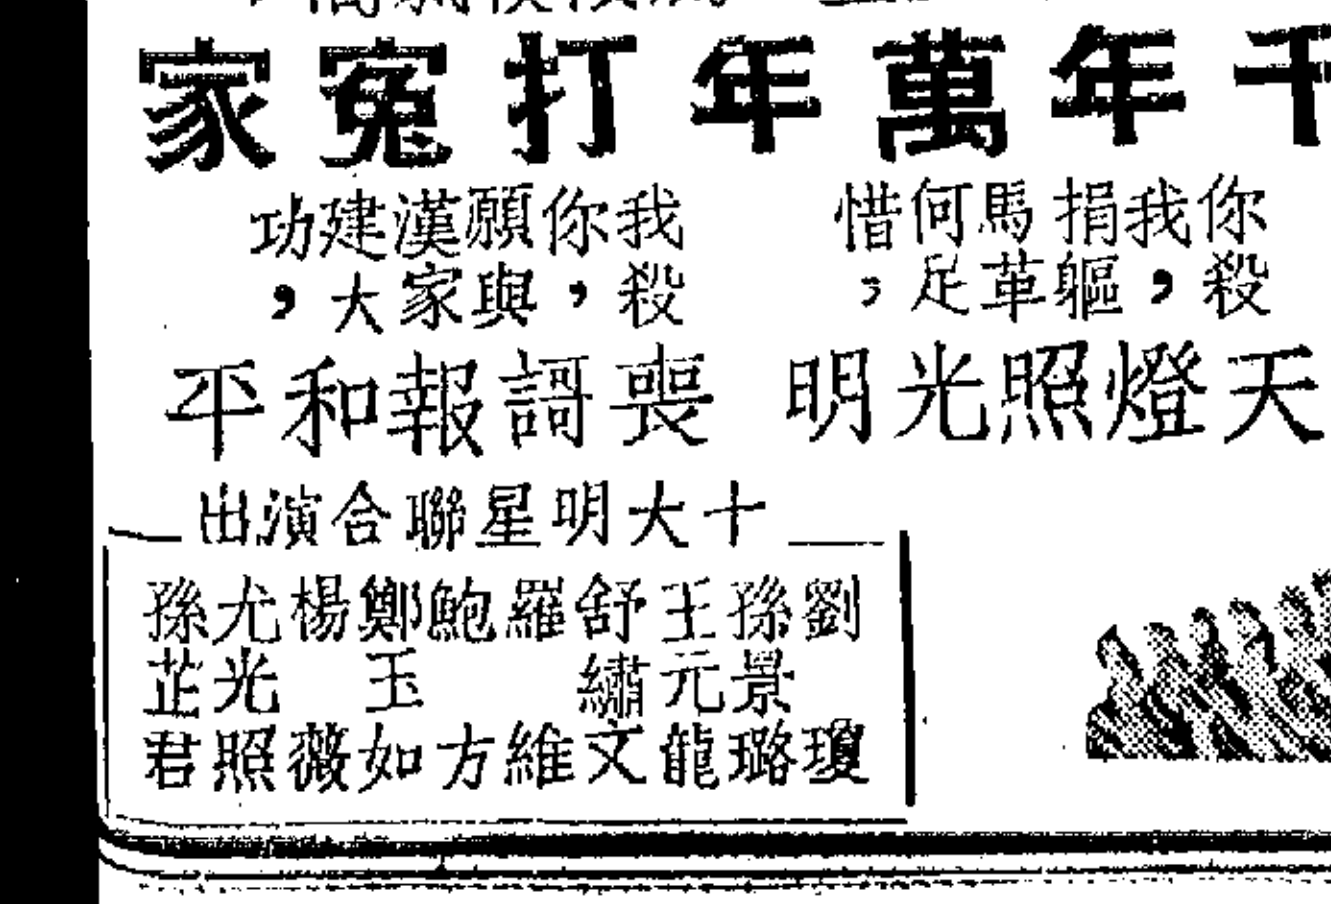 千年萬年打冤家
你殺我，捐軀馬革何足惜；
我殺你，願與漢家建大功，
天燈照光明 喪謌報和平
十大明星聯合演出
劉瓊
孫景璐
王元龍
舒繡文
羅維
鮑方
鄭玉如
楊薇
尤光照
孫芷君